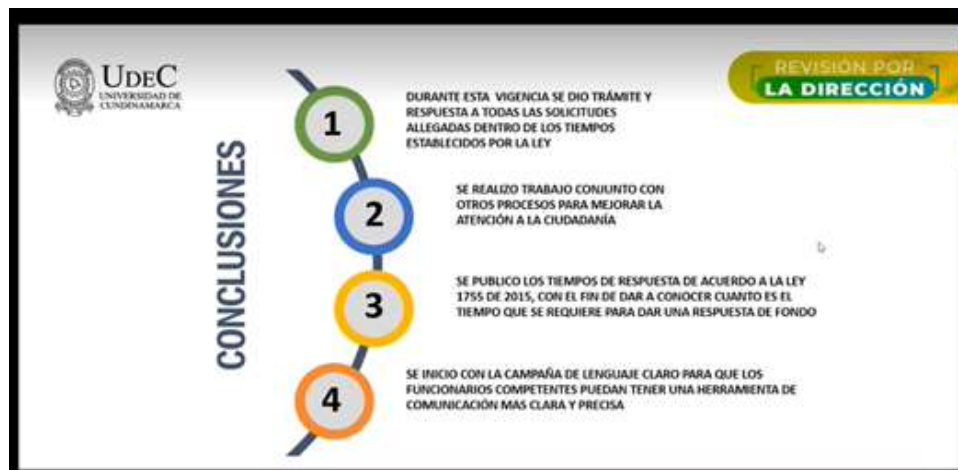 UDEC
UNIVERSIDAD DE
CUNDINAMARCA
REVISIÓN POR
LA DIRECCIÓN
CONCLUSIONES
1
DURANTE ESTA VIGENCIA SE DIO TRÁMITE Y
RESPUESTA A TODAS LAS SOLICITUDES
ALLEGADAS DENTRO DE LOS TIEMPOS
ESTABLECIDOS POR LA LEY
2
SE REALIZO TRABAJO CONJUNTO CON
OTROS PROCESOS PARA MEJORAR LA
ATENCIÓN A LA CIUDADANÍA
3
SE PUBLICO LOS TIEMPOS DE RESPUESTA DE ACUERDO A LA LEY
1755 DE 2015, CON EL FIN DE DAR A CONOCER CUANTO ES EL
TIEMPO QUE SE REQUIERE PARA DAR UNA RESPUESTA DE FONDO
4
SE INICIO CON LA CAMPAÑA DE LENGUAJE CLARO PARA QUE LOS
FUNCIONARIOS COMPETENTES PUEDAN TENER UNA HERRAMIENTA DE
COMUNICACIÓN MAS CLARA Y PRECISA